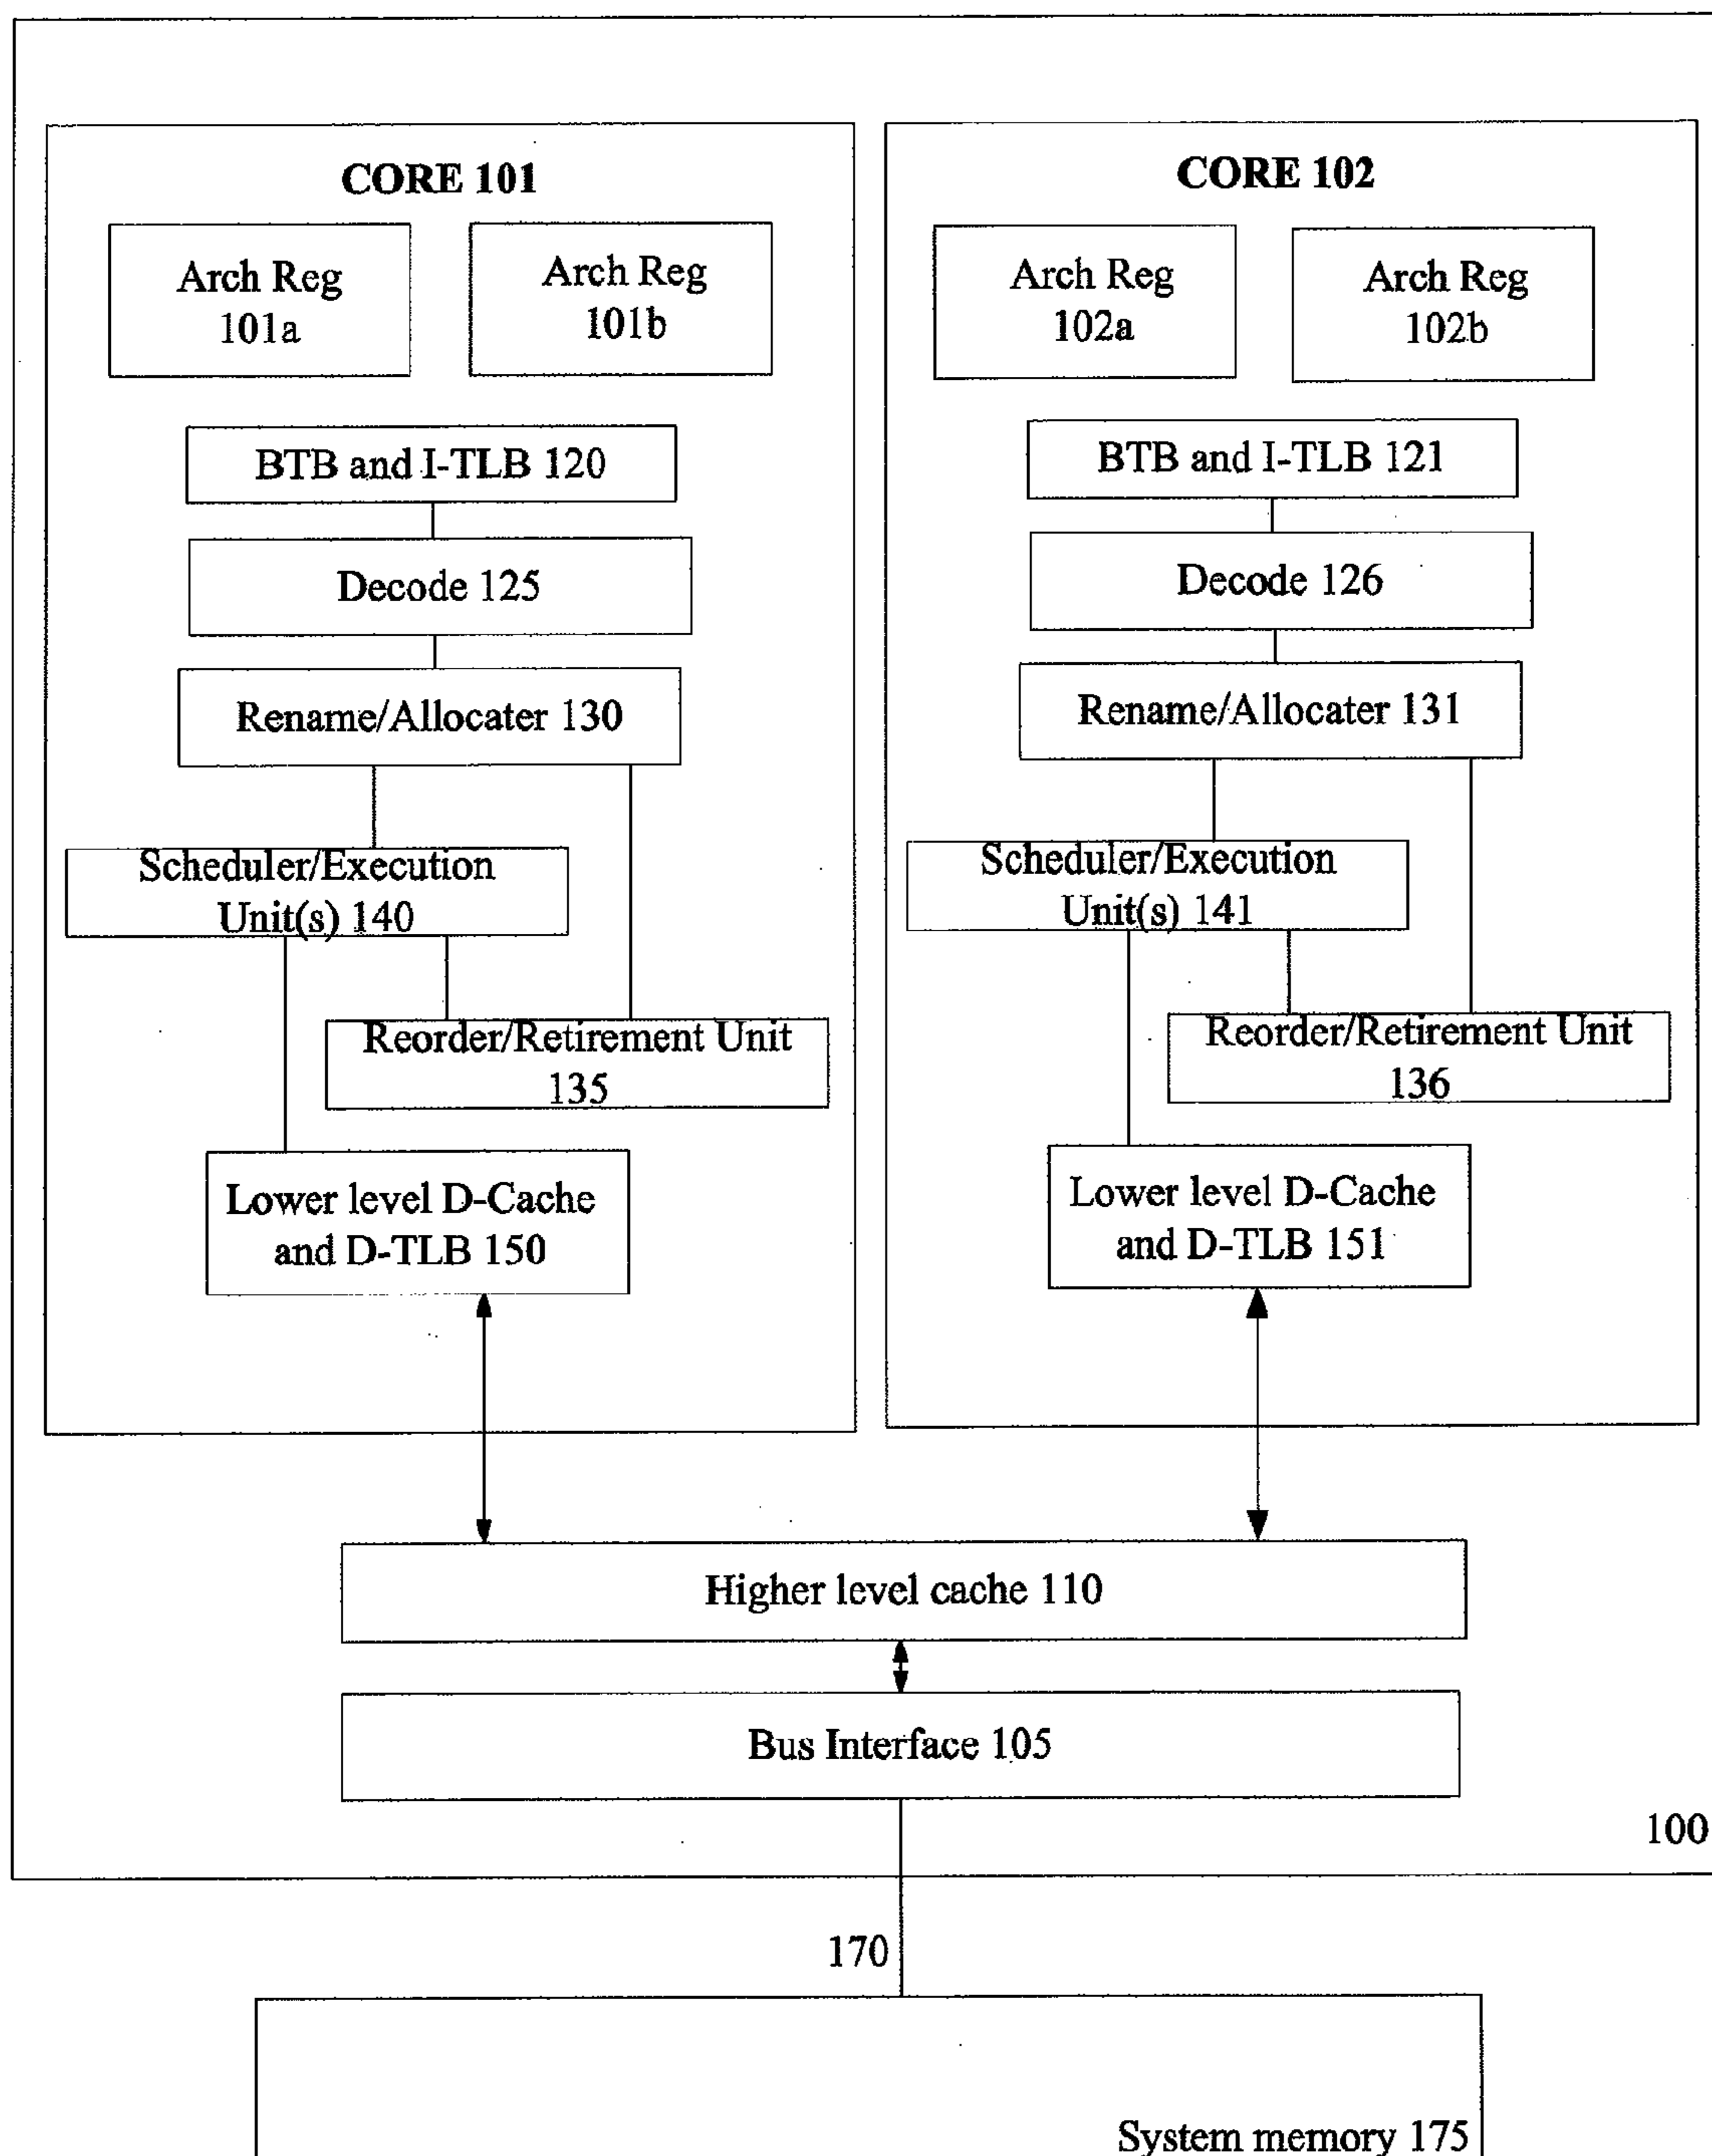 CORE 101
Arch Reg
101a
Arch Reg
101b
BTB and I-TLB 120
Decode 125
Rename/Allocater 130
Scheduler/Execution
Unit(s) 140
Reorder/Retirement Unit
135
Lower level D-Cache
and D-TLB 150
CORE 102
Arch Reg
102a
Arch Reg
102b
BTB and I-TLB 121
Decode 126
Rename/Allocater 131
Scheduler/Execution
Unit(s) 141
Reorder/Retirement Unit
136
Lower level D-Cache
and D-TLB 151
Higher level cache 110
Bus Interface 105
100
170
System memory 175